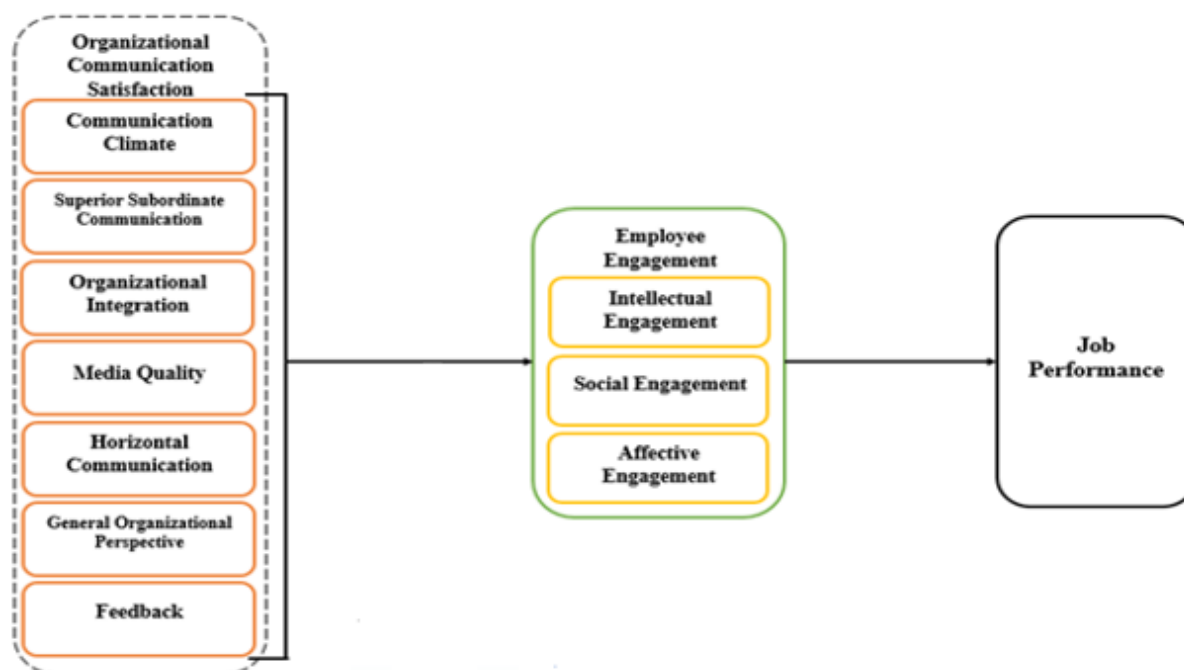 Organizational
Communication
Satisfaction
Communication
Climate
Superior Subordinate
Communication
Organizational
Integration
Media Quality
Horizontal
Communication
General Organizational
Perspective
Feedback
Employee
Engagement
Intellectual
Engagement
Social Engagement
Affective
Engagement
Job
Performance